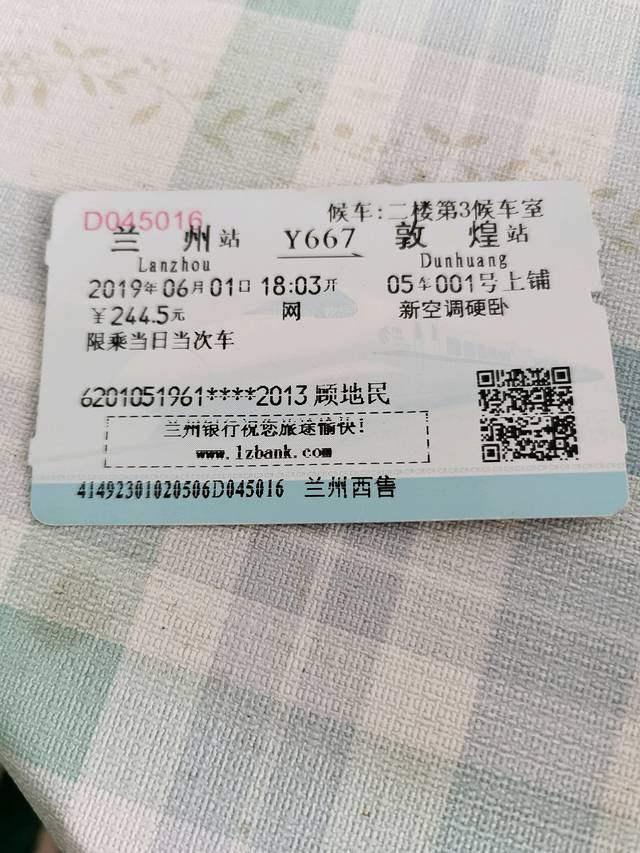 D045016 候车:二楼第3候车室
兰州站 Y667 敦煌站
Lanzhou Dunhuang
2019年06月01日18:03开 05车001号上铺
￥244.5元 网 新空调硬卧
限乘当日当次车
6201051961****2013 顾地民
兰州银行祝您旅途愉快!
www.lzbank.com
41492301020506D045016 兰州西售